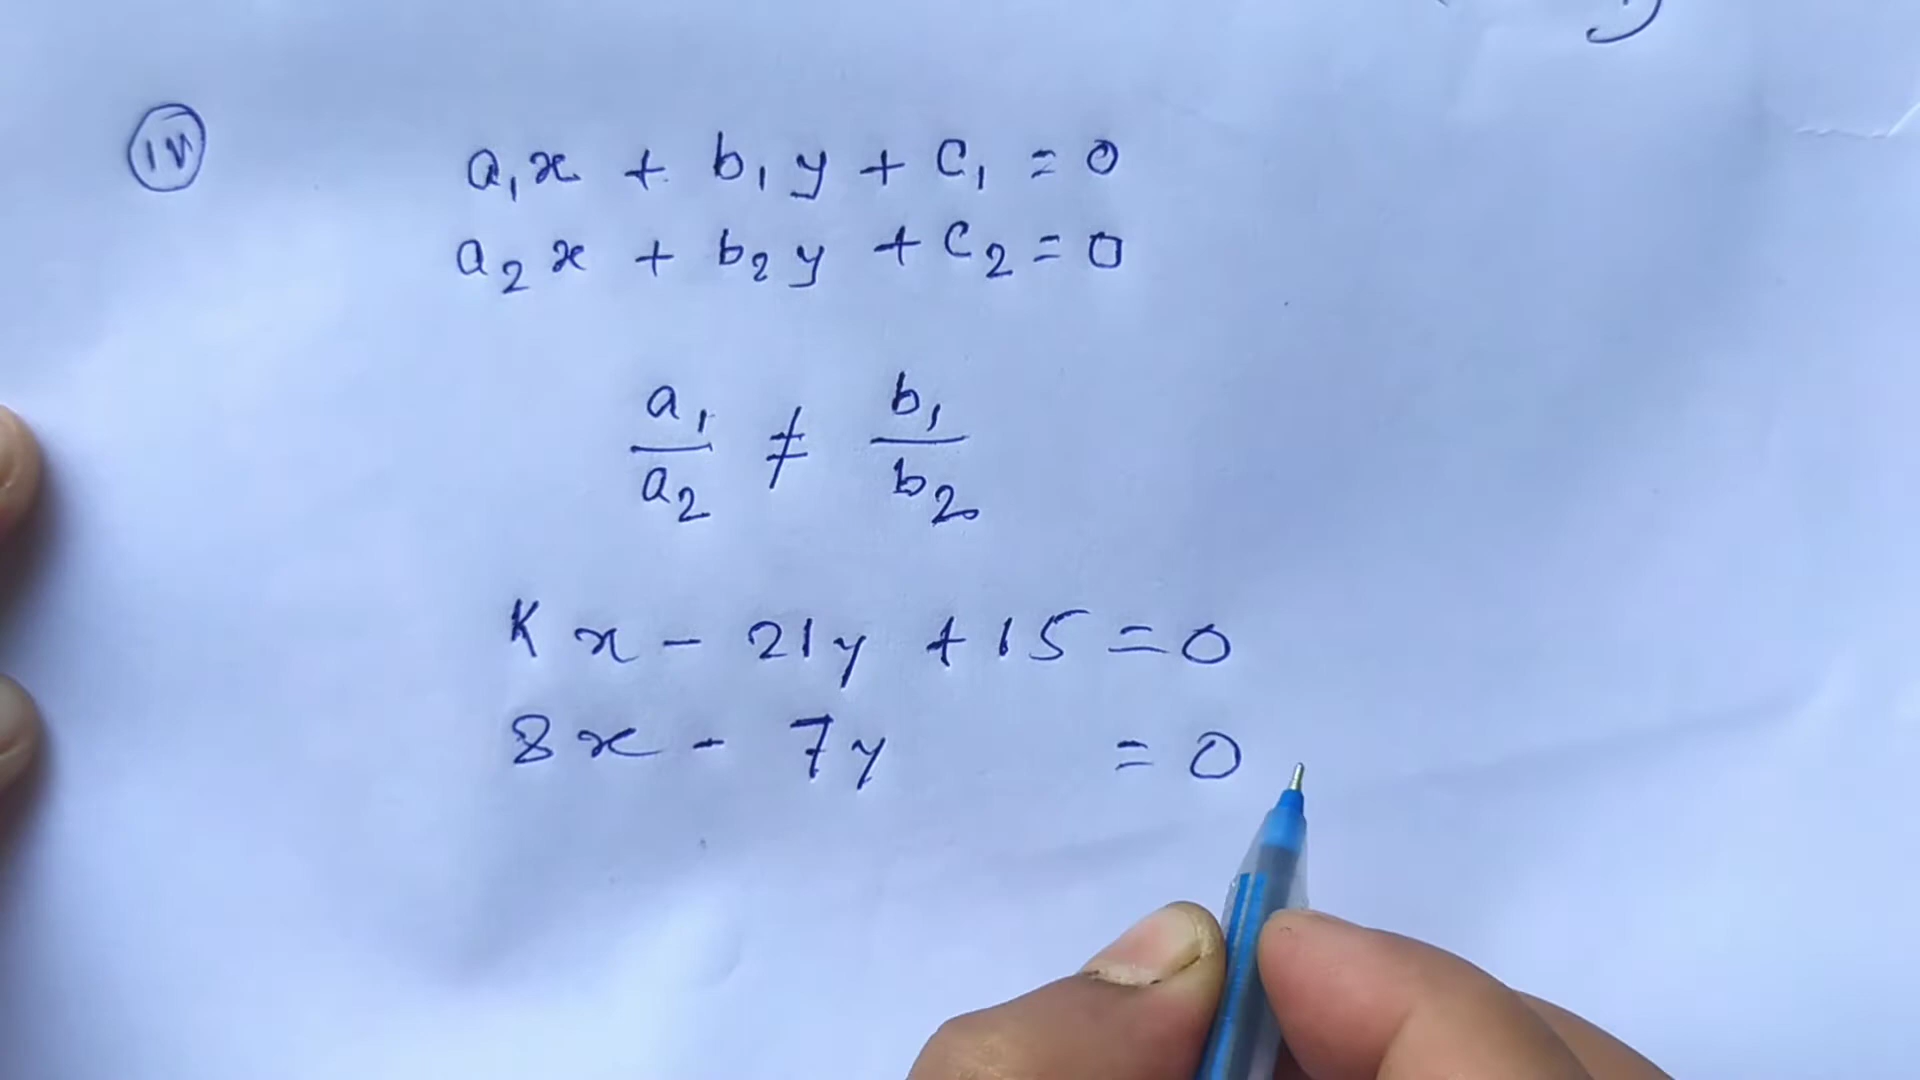 (iv)
a₁x + b₁y + c₁ = 0
a₂x + b₂y + c₂ = 0
a₁/a₂ ≠ b₁/b₂
Kx - 21y + 15 = 0
8x - 7y = 0